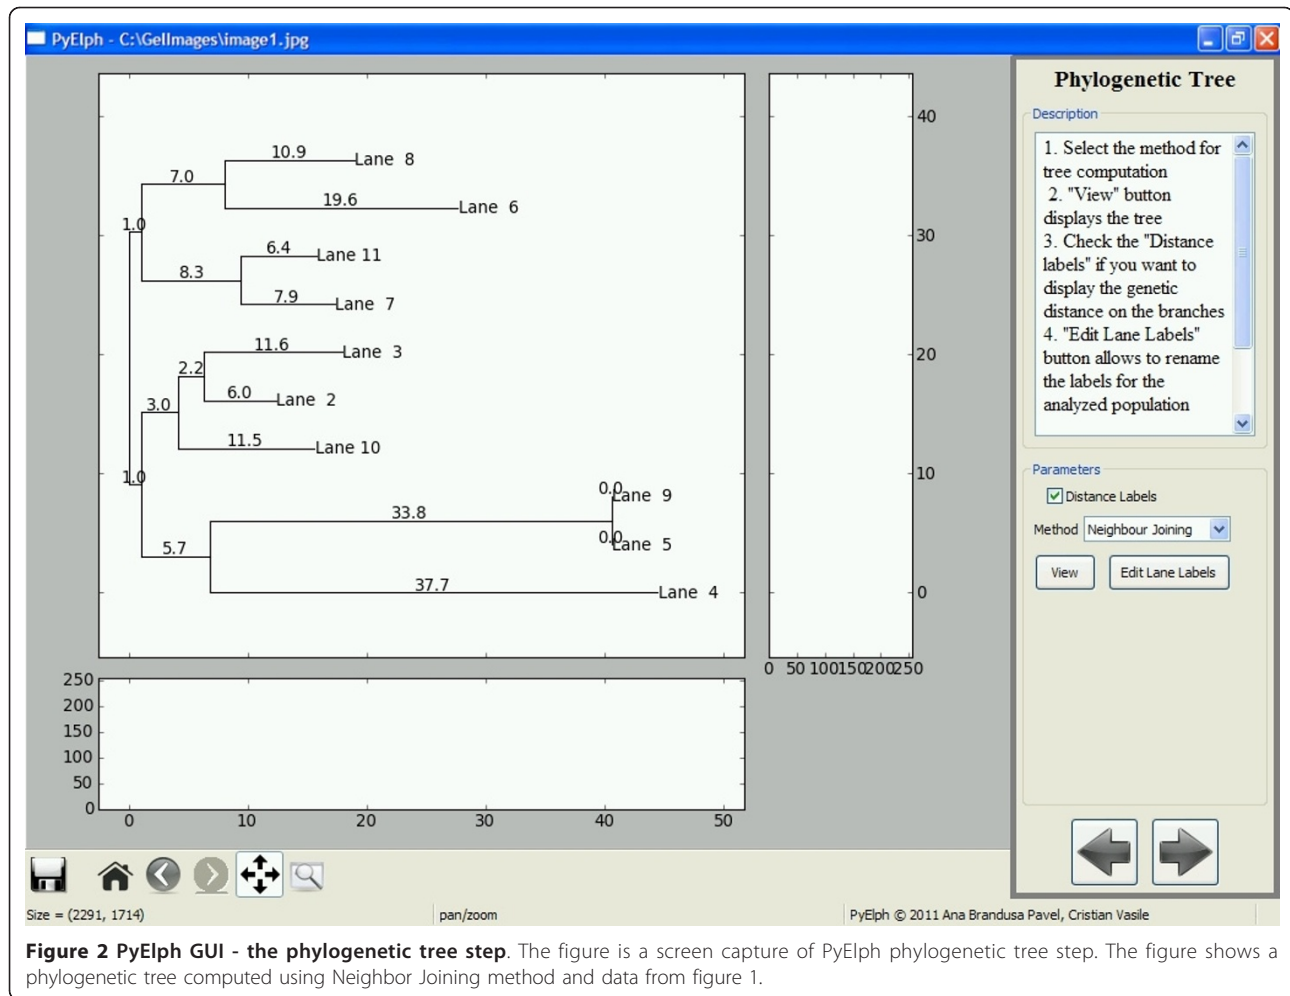 PyElph - C:\GelImages\image1.jpg
40
30
20
10
0
10.9
Lane 8
7.0
19.6
Lane 6
1.0
6.4
Lane 11
8.3
7.9
Lane 7
11.6
Lane 3
2.2
6.0
Lane 2
3.0
11.5
Lane 10
1.0
0.0
Lane 9
33.8
0.0
Lane 5
5.7
37.7
Lane 4
0 50 100150200250
250
200
150
100
50
0
0 10 20 30 40 50
Phylogenetic Tree
Description
1. Select the method for
tree computation
2. "View" button
displays the tree
3. Check the "Distance
labels" if you want to
display the genetic
distance on the branches
4. "Edit Lane Labels"
button allows to rename
the labels for the
analyzed population
Parameters
Distance Labels
Method Neighbour Joining
View Edit Lane Labels
Size = (2291, 1714) pan/zoom PyElph © 2011 Ana Brandusa Pavel, Cristian Vasile
Figure 2 PyElph GUI - the phylogenetic tree step. The figure is a screen capture of PyElph phylogenetic tree step. The figure shows a
phylogenetic tree computed using Neighbor Joining method and data from figure 1.